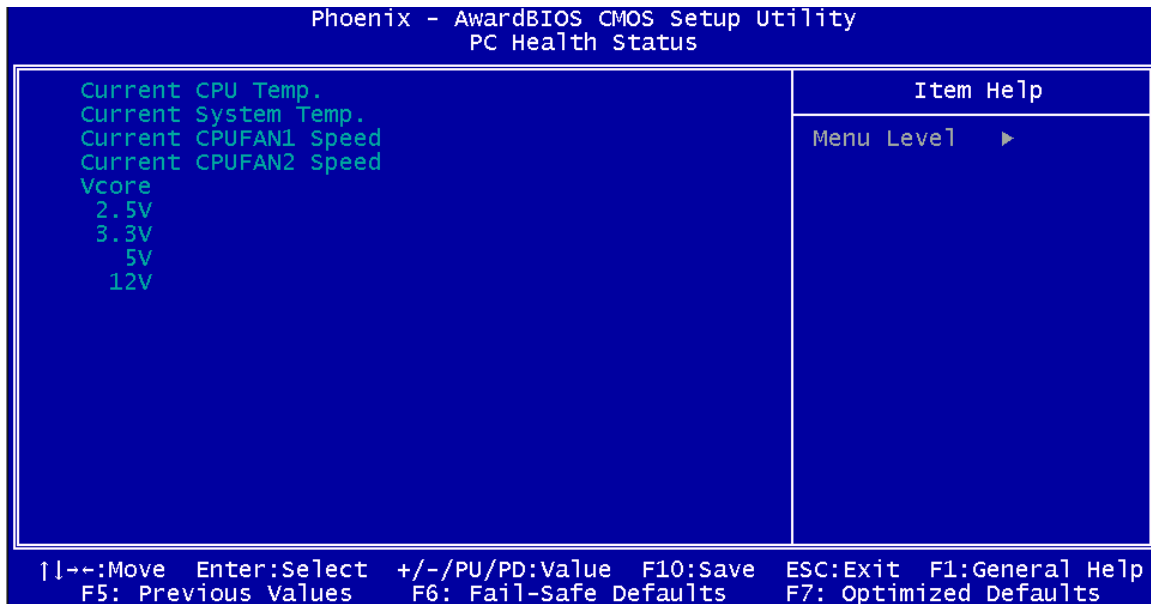 Phoenix - AwardBIOS CMOS Setup Utility
PC Health Status
Current CPU Temp.
Current System Temp.
Current CPUFAN1 Speed
Current CPUFAN2 Speed
Vcore
2.5V
3.3V
5V
12V
Item Help
Menu Level ►
↑↓→←:Move Enter:Select +/-/PU/PD:Value F10:Save ESC:Exit F1:General Help
F5: Previous Values F6: Fail-Safe Defaults F7: Optimized Defaults